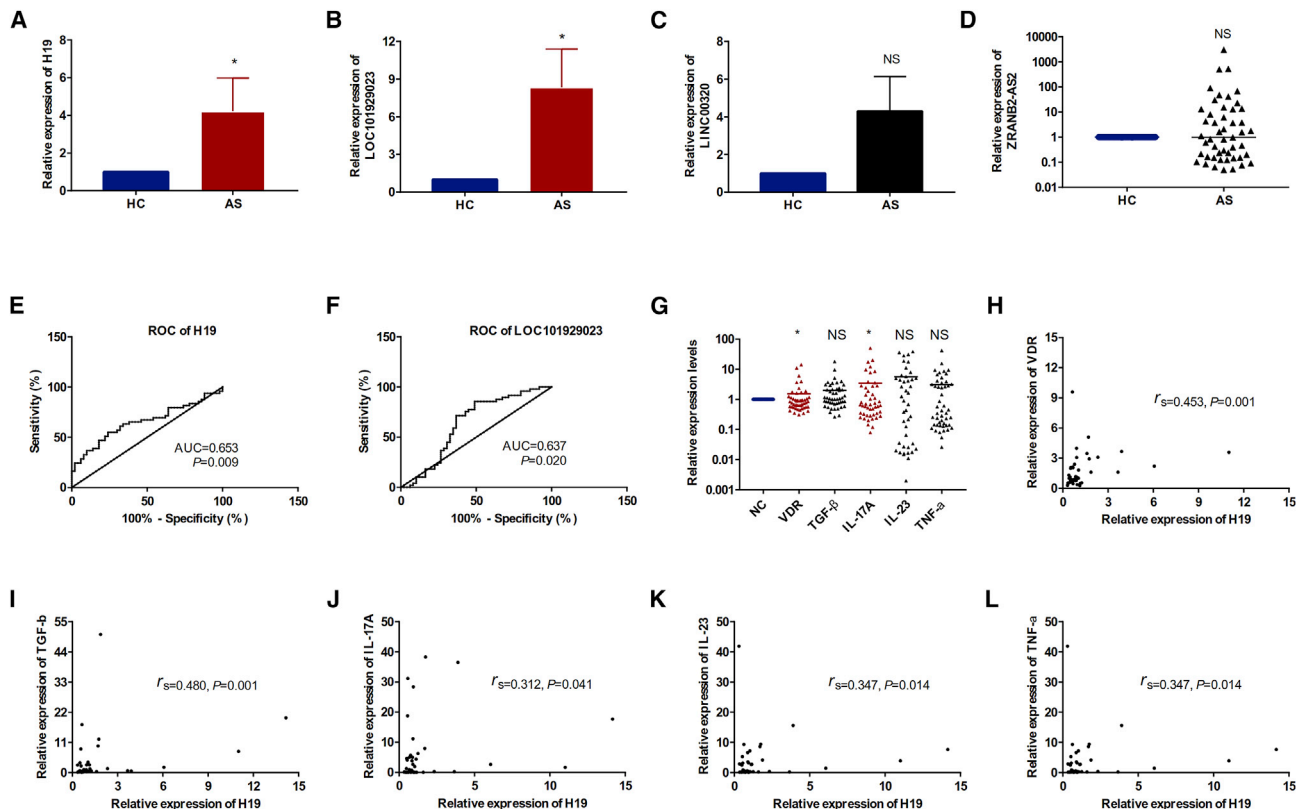 A
Relative expression of H19
8
6
4
2
0
*
HC
AS
B
Relative expression of
LOC101929023
12
9
6
3
0
*
HC
AS
C
Relative expression of
LINC00320
8
6
4
2
0
NS
HC
AS
D
Relative expression of
ZRANB2-AS2
10000
1000
100
10
1
0.1
0.01
NS
HC
AS
E
ROC of H19
Sensitivity (%)
150
100
50
0
AUC=0.653
P=0.009
0
50
100
150
100% - Specificity (%)
F
ROC of LOC101929023
Sensitivity (%)
150
100
50
0
AUC=0.637
P=0.020
0
50
100
150
100% - Specificity (%)
G
Relative expression levels
100
10
1
0.1
0.01
0.001
* NS * NS NS
NC VDR TGF-β IL-17A IL-23 TNF-a
H
Relative expression of VDR
15
12
9
6
3
0
rs=0.453, P=0.001
0 5 10 15
Relative expression of H19
I
Relative expression of TGF-b
55
44
33
22
11
0
rs=0.480, P=0.001
0 5 10 15
Relative expression of H19
J
Relative expression of IL-17A
50
40
30
20
10
0
rs=0.312, P=0.041
0 5 10 15
Relative expression of H19
K
Relative expression of IL-23
50
40
30
20
10
0
rs=0.347, P=0.014
0 5 10 15
Relative expression of H19
L
Relative expression of TNF-a
50
40
30
20
10
0
rs=0.347, P=0.014
0 5 10 15
Relative expression of H19